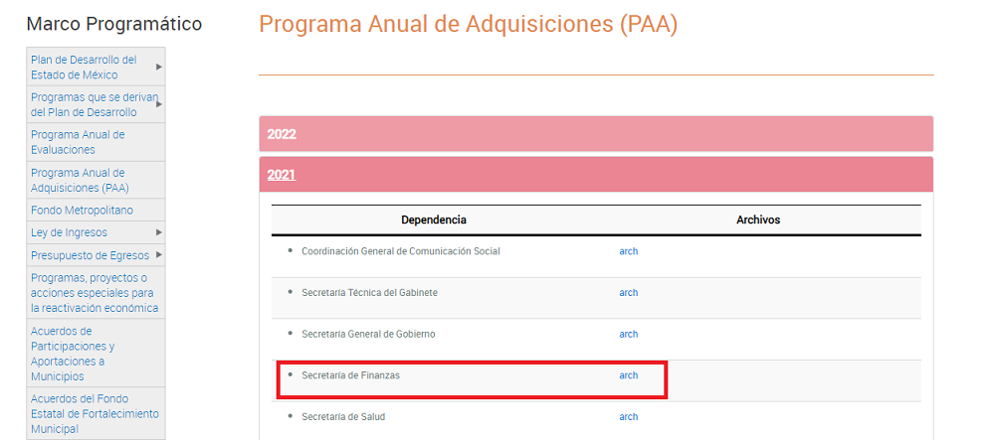 Marco Programático
Plan de Desarrollo del
Estado de México
Programas que se derivan
del Plan de Desarrollo
Programa Anual de
Evaluaciones
Programa Anual de
Adquisiciones (PAA)
Fondo Metropolitano
Ley de Ingresos
Presupuesto de Egresos
Programas, proyectos o
acciones especiales para
la reactivación económica
Acuerdos de
Participaciones y
Aportaciones a
Municipios
Acuerdos del Fondo
Estatal de Fortalecimiento
Municipal
Programa Anual de Adquisiciones (PAA)
2022
2021
Dependencia Archivos
Coordinación General de Comunicación Social arch
Secretaría Técnica del Gabinete arch
Secretaría General de Gobierno arch
Secretaría de Finanzas arch
Secretaría de Salud arch